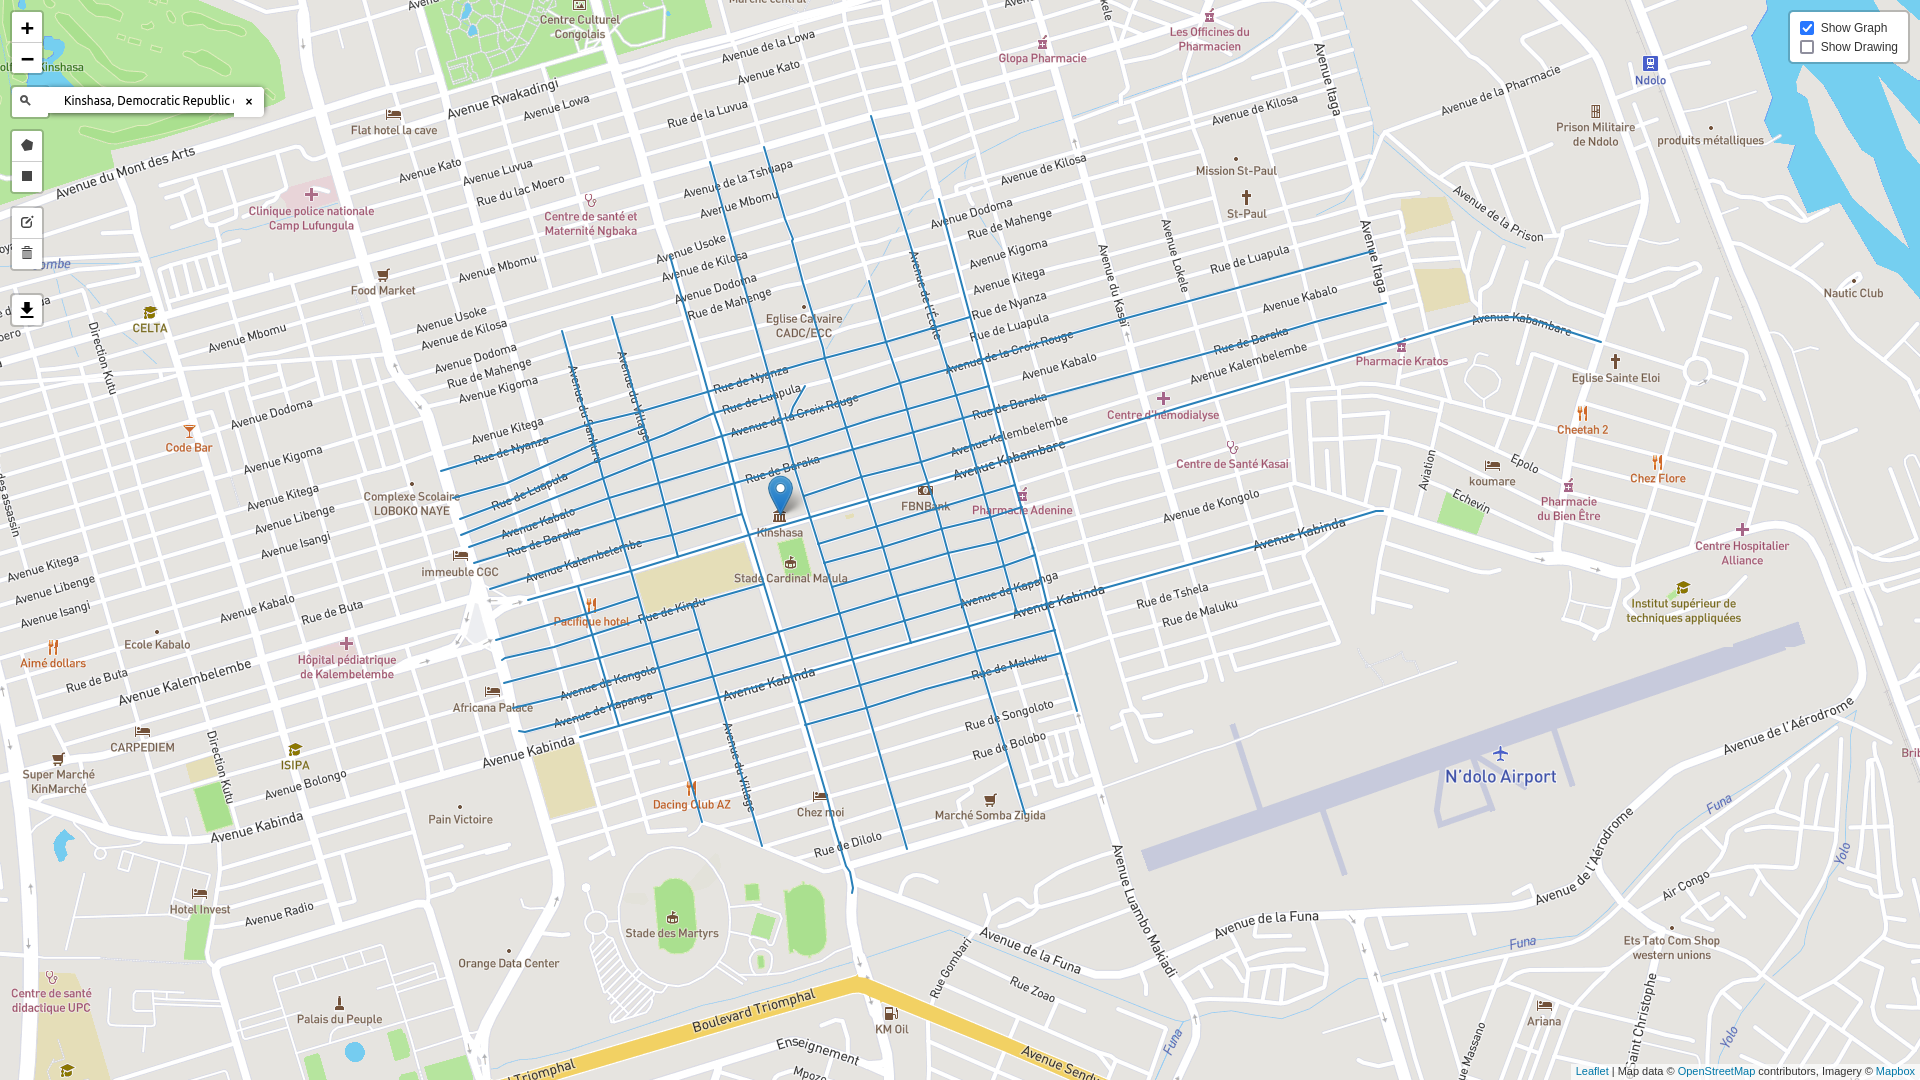 +
−
Kinshasa, Democratic Republic
×
Show Graph
Show Drawing
Centre Culturel
Congolais
Avenue de la Lowa
Avenue Kato
Glopa Pharmacie
Les Officines du
Pharmacien
Avenue Itaga
Ndolo
Avenue de la Pharmacie
Prison Militaire
de Ndolo
produits métalliques
Avenue Rwakadingi
Avenue Lowa
Flat hotel la cave
Rue de la Luvua
Avenue de Kilosa
Avenue du Mont des Arts
Avenue Kato
Avenue Luvua
Rue du lac Moero
Avenue de la Tshuapa
Avenue Mbomu
Avenue de Kilosa
Mission St-Paul
St-Paul
Avenue de la Prison
Clinique police nationale
Camp Lufungula
Centre de santé et
Maternité Ngbaka
Avenue Dodoma
Rue de Mahenge
Avenue Kigoma
Avenue Kitega
Rue de Nyanza
Rue de Luapula
Avenue Usoke
Avenue de Kilosa
Avenue Dodoma
Rue de Mahenge
Eglise Calvaire
CADC/ECC
Avenue de l'École
Avenue du Kasaï
Avenue Lokele
Rue de Luapula
Avenue Itaga
Avenue Kabalo
Nautic Club
Avenue Mbomu
Food Market
CELTA
Direction Kutu
Avenue Mbomu
Avenue Usoke
Avenue de Kilosa
Avenue Dodoma
Rue de Mahenge
Avenue Kigoma
Avenue Kitega
Rue de Nyanza
Avenue du Sankuru
Avenue du Village
Rue de Nyanza
Rue de Luapula
Avenue de la Croix Rouge
Avenue de la Croix Rouge
Avenue Kabalo
Rue de Baraka
Avenue Kalembelembe
Avenue Kabambare
Pharmacie Kratos
Eglise Sainte Eloi
Cheetah 2
Chez Flore
Avenue Dodoma
Code Bar
Avenue Kigoma
Avenue Kitega
Avenue Libenge
Avenue Isangi
Complexe Scolaire
LOBOKO NAYE
Rue de Luapula
Avenue Kabalo
Rue de Baraka
Avenue Kalembelembe
Rue de Baraka
Rue de Baraka
Avenue Kalembelembe
Avenue Kabambare
Centre d'hémodialyse
Centre de Santé Kasai
FBNBank
Pharmacie Adenine
Avenue de Kongolo
Aviation
Epolo
Echevin
koumare
Pharmacie
du Bien Être
Centre Hospitalier
Alliance
Kinshasa
Stade Cardinal Malula
immeuble CGC
Avenue Kitega
Avenue Libenge
Avenue Isangi
Avenue Kabalo
Rue de Buta
Ecole Kabalo
Aimé dollars
Rue de Buta
Avenue Kalembelembe
Hôpital pédiatrique
de Kalembelembe
Pacifique hotel
Rue de Kindu
Avenue de Kongolo
Avenue de Kapanga
Avenue Kabinda
Avenue de Kapanga
Avenue Kabinda
Avenue Kabinda
Rue de Tshela
Rue de Maluku
Rue de Maluku
Institut supérieur de
techniques appliquées
Africana Palace
CARPEDIEM
Super Marché
KinMarché
Direction Kutu
ISIPA
Avenue Bolongo
Avenue Kabinda
Avenue Kabinda
Avenue du Village
Dacing Club AZ
Chez moi
Rue de Songoloto
Rue de Bolobo
Marché Somba Zigida
Rue de Dilolo
Pain Victoire
N'dolo Airport
Avenue de l'Aérodrome
Avenue de l'Aérodrome
Funa
Yolo
Air Congo
Hotel Invest
Avenue Radio
Stade des Martyrs
Orange Data Center
Avenue Luambo Makiadi
Avenue de la Funa
Avenue de la Funa
Rue Gombari
Rue Zoao
Funa
Ets Tato Com Shop
western unions
Centre de santé
didactique UPC
Palais du Peuple
Boulevard Triomphal
KM Oil
Enseignement
Funa
Ariana
Yolo
Leaflet | Map data © OpenStreetMap contributors, Imagery © Mapbox